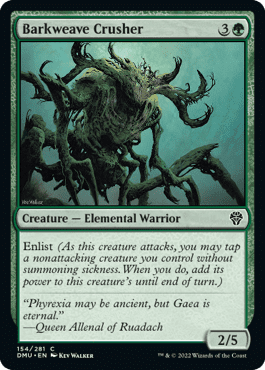 Barkweave Crusher 3
Kev Walker
Creature — Elemental Warrior
Enlist (As this creature attacks, you may tap
a nonattacking creature you control without
summoning sickness. When you do, add its
power to this creature's until end of turn.)
"Phyrexia may be ancient, but Gaea is
eternal."
—Queen Allenal of Ruadach
2/5
154/281 C
DMU • EN Kev Walker
™ & © 2022 Wizards of the Coast